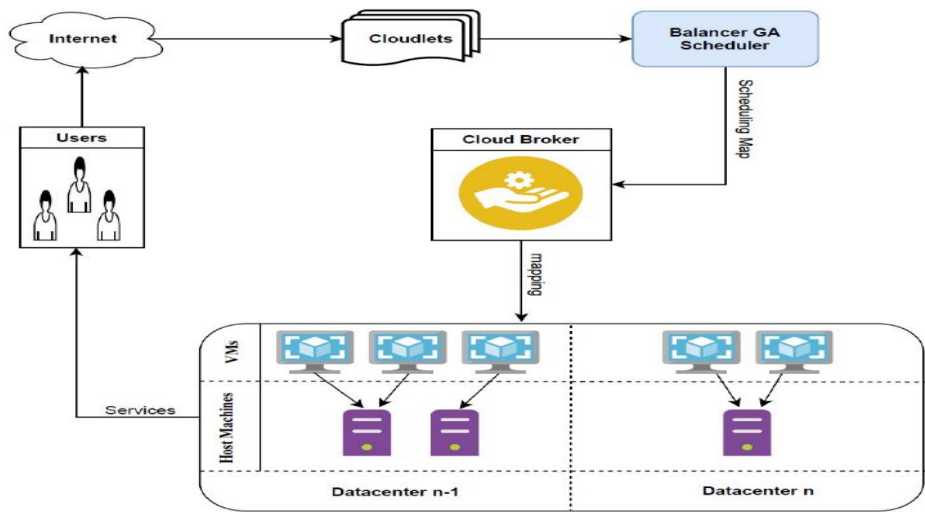 Internet
Cloudlets
Balancer GA
Scheduler
Scheduling Map
Users
Cloud Broker
mapping
VMs
Services
Host Machines
Datacenter n-1
Datacenter n